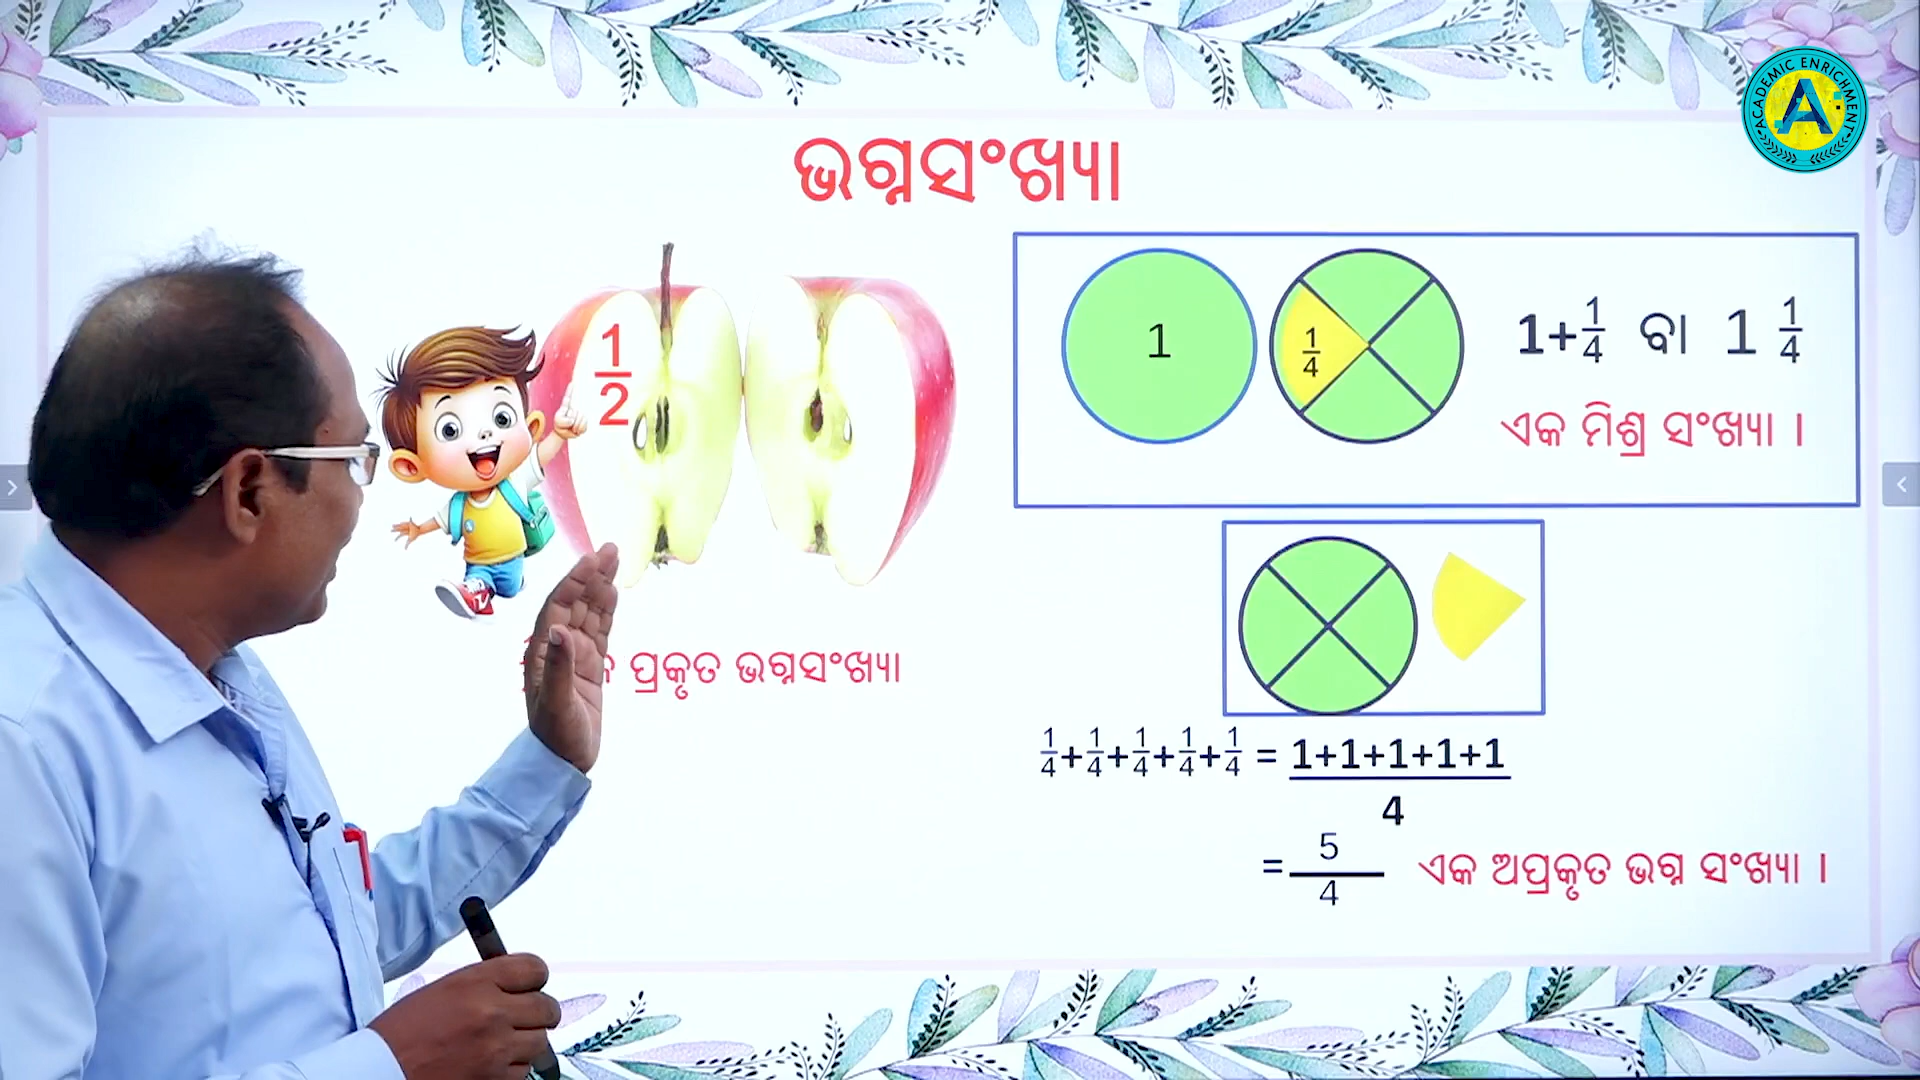 ACADEMIC ENRICHMENT
A
ଭଗ୍ନସଂଖ୍ୟା
1/2
ପ୍ରକୃତ ଭଗ୍ନସଂଖ୍ୟା
1
1/4
1+1/4 ବା 1 1/4
ଏକ ମିଶ୍ର ସଂଖ୍ୟା ।
1/4+1/4+1/4+1/4+1/4 = 1+1+1+1+1
4
= 5/4 ଏକ ଅପ୍ରକୃତ ଭଗ୍ନ ସଂଖ୍ୟା ।